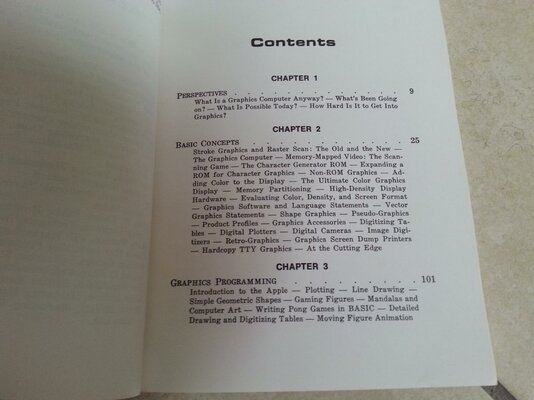 Contents
CHAPTER 1
PERSPECTIVES . . . . . . . . . . . . . 9
What Is a Graphics Computer Anyway? — What's Been Going
on? — What Is Possible Today? — How Hard Is It to Get Into
Graphics?
CHAPTER 2
BASIC CONCEPTS . . . . . . . . . . . . 25
Stroke Graphics and Raster Scan: The Old and the New —
The Graphics Computer — Memory-Mapped Video: The Scan-
ning Game — The Character Generator ROM — Expanding a
ROM for Character Graphics — Non-ROM Graphics — Ad-
ding Color to the Display — The Ultimate Color Graphics
Display — Memory Partitioning — High-Density Display
Hardware — Evaluating Color, Density, and Screen Format
— Graphics Software and Language Statements — Vector
Graphics Statements — Shape Graphics — Pseudo-Graphics
— Product Profiles — Graphics Accessories — Digitizing Ta-
bles — Digital Plotters — Digital Cameras — Image Digi-
tizers — Retro-Graphics — Graphics Screen Dump Printers
— Hardcopy TTY Graphics — At the Cutting Edge
CHAPTER 3
GRAPHICS PROGRAMMING . . . . . . . . . 101
Introduction to the Apple — Plotting — Line Drawing —
Simple Geometric Shapes — Gaming Figures — Mandalas and
Computer Art — Writing Pong Games in BASIC — Detailed
Drawing and Digitizing Tables — Moving Figure Animation